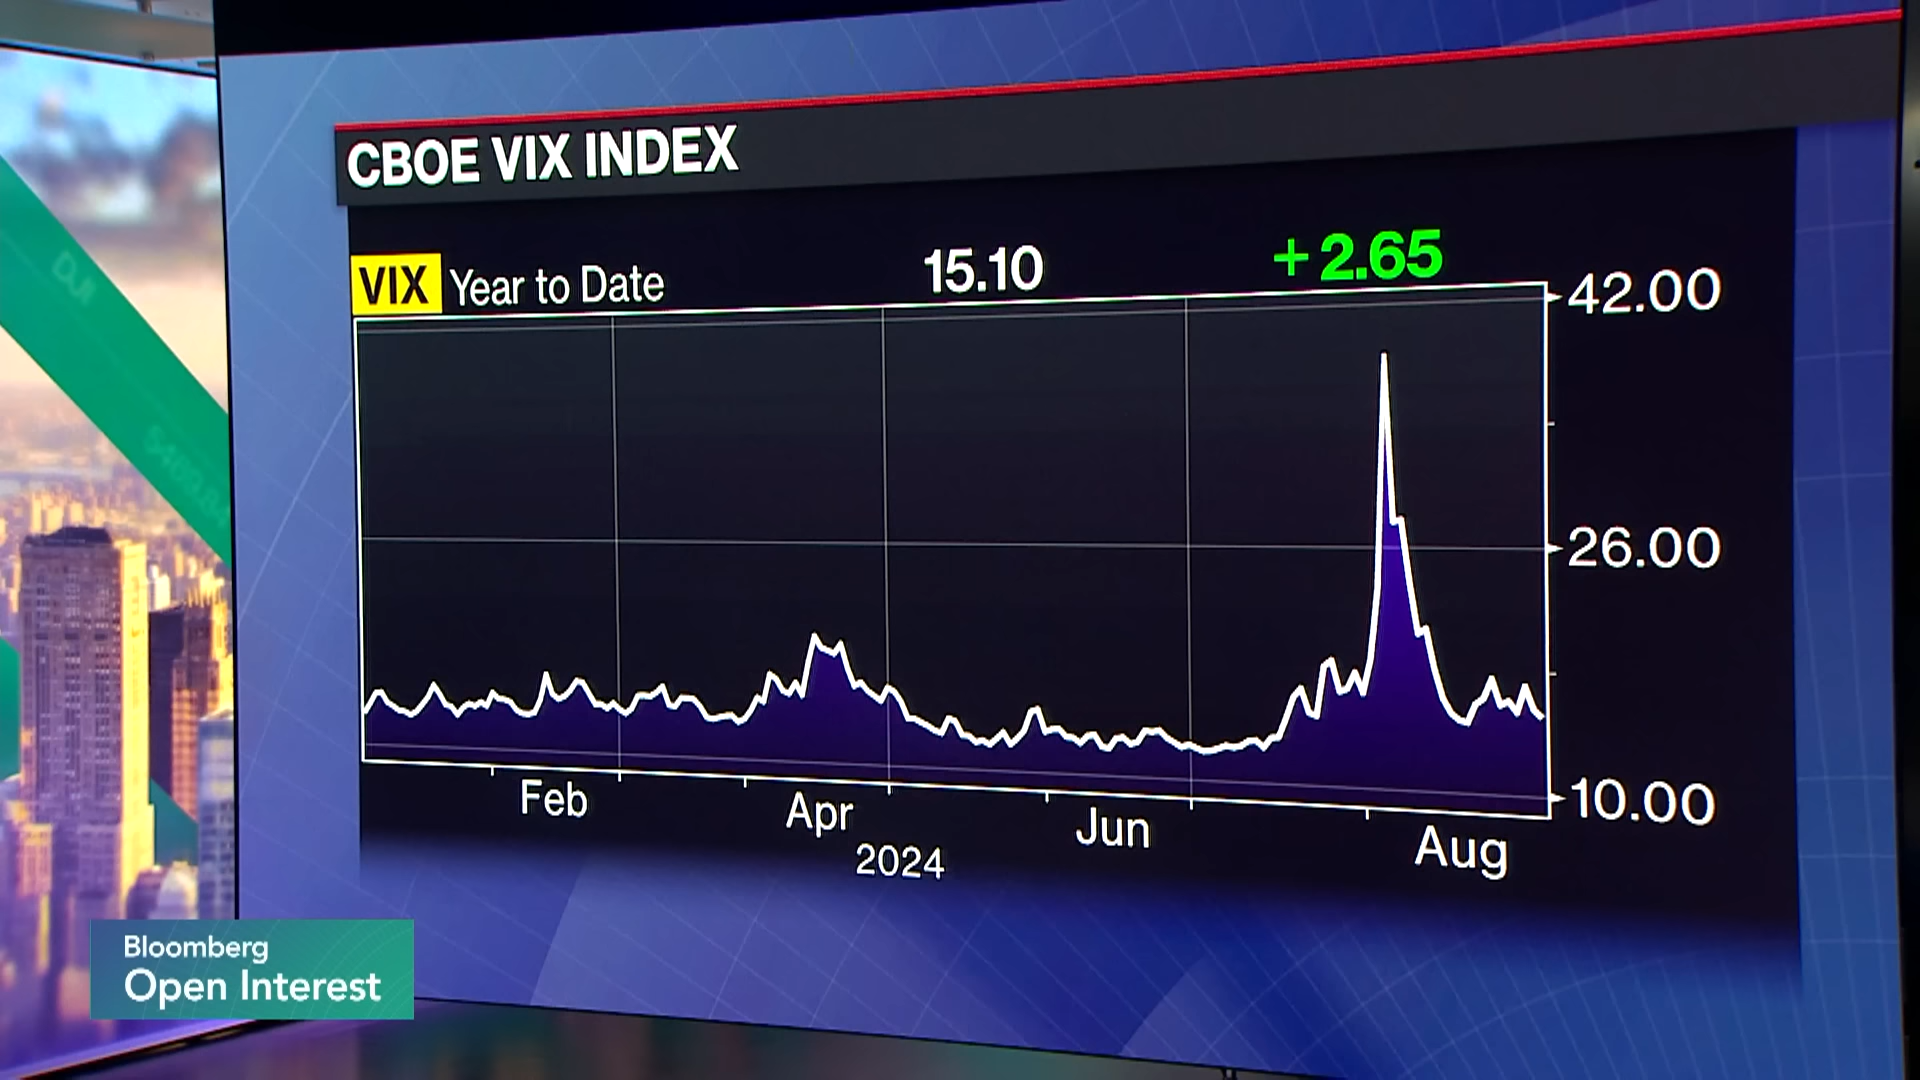 CBOE VIX INDEX
VIX Year to Date 15.10 +2.65
42.00
26.00
10.00
Feb Apr Jun Aug
2024
DJI
Bloomberg
Open Interest